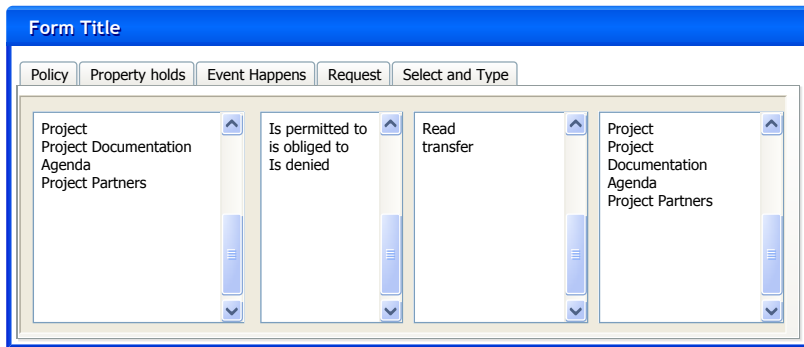 Form Title
Policy
Property holds
Event Happens
Request
Select and Type
Project
Project Documentation
Agenda
Project Partners
Is permitted to
is obliged to
Is denied
Read
transfer
Project
Project
Documentation
Agenda
Project Partners